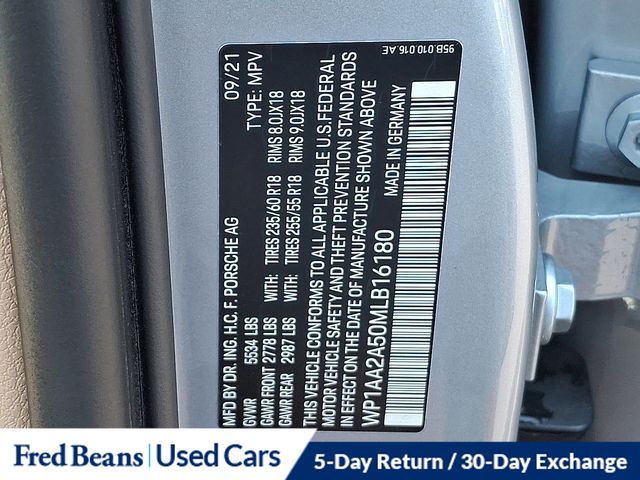 95B.010.016 AE
MFD BY DR. ING. H.C. F. PORSCHE AG 09/21
GVWR 5534 LBS TYPE: MPV
GAWR FRONT 2778 LBS WITH: TIRES 235/60 R18 RIMS 8.0JX18
GAWR REAR 2987 LBS WITH: TIRES 255/55 R18 RIMS 9.0JX18
THIS VEHICLE CONFORMS TO ALL APPLICABLE U.S. FEDERAL
MOTOR VEHICLE SAFETY AND THEFT PREVENTION STANDARDS
IN EFFECT ON THE DATE OF MANUFACTURE SHOWN ABOVE
WP1AA2A50MLB16180 MADE IN GERMANY
Fred Beans | Used Cars
5-Day Return / 30-Day Exchange